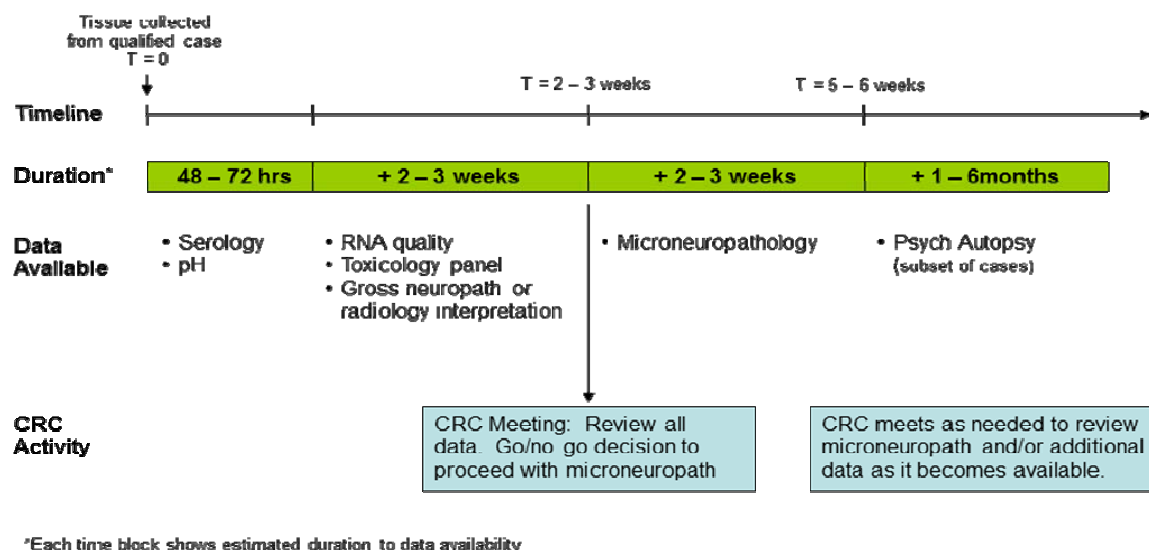 Tissue collected
from qualified case
T = 0
T = 2 – 3 weeks
T = 5 – 6 weeks
Timeline
Duration*
48 – 72 hrs
+ 2 – 3 weeks
+ 2 – 3 weeks
+ 1 – 6months
Data
Available
• Serology
• pH
• RNA quality
• Toxicology panel
• Gross neuropath or
radiology interpretation
• Microneuropathology
• Psych Autopsy
(subset of cases)
CRC
Activity
CRC Meeting: Review all
data. Go/no go decision to
proceed with microneuropath
CRC meets as needed to review
microneuropath and/or additional
data as it becomes available.
*Each time block shows estimated duration to data availability